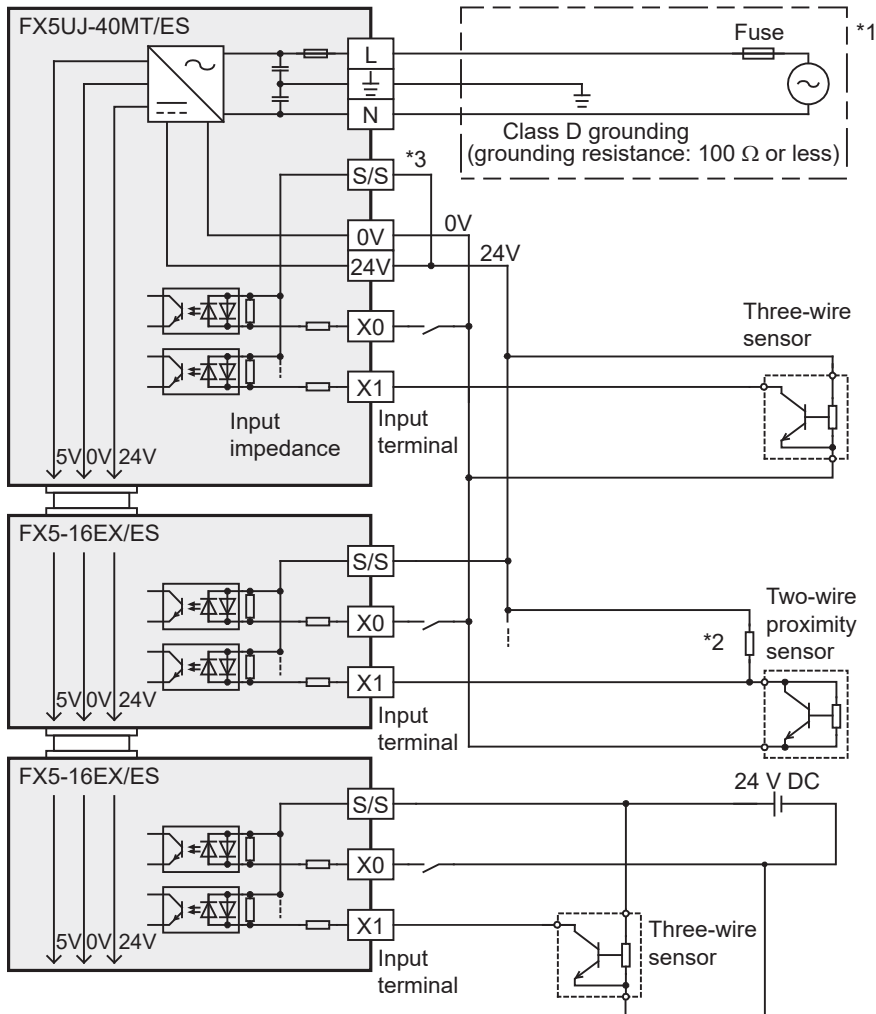 FX5UJ-40MT/ES
L
N
Fuse
*1
Class D grounding
(grounding resistance: 100 Ω or less)
S/S
*3
0V
0V
24V
24V
X0
X1
Input
impedance
Input
terminal
Three-wire
sensor
5V 0V 24V
FX5-16EX/ES
S/S
X0
X1
*2
Two-wire
proximity
sensor
5V 0V 24V
Input
terminal
FX5-16EX/ES
S/S
24 V DC
X0
X1
Three-wire
sensor
5V 0V 24V
Input
terminal